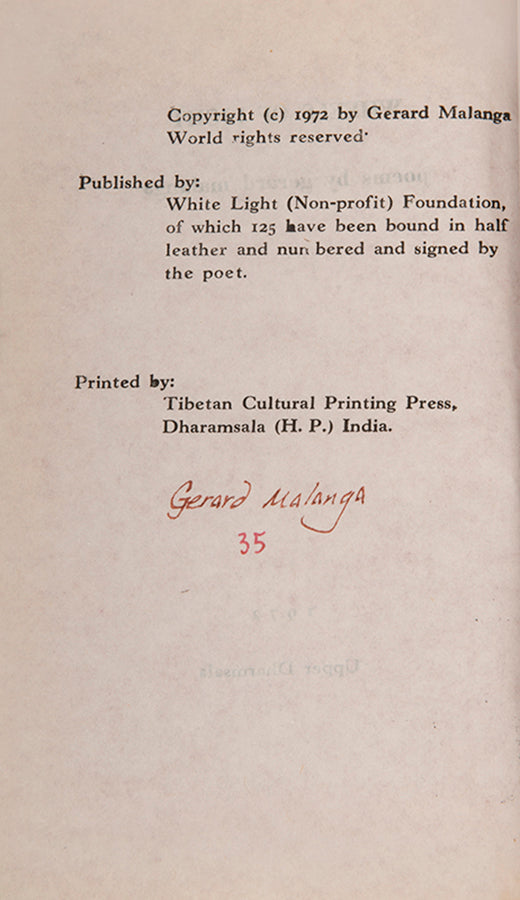 Copyright (c) 1972 by Gerard Malanga
World rights reserved·
Published by:
White Light (Non-profit) Foundation,
of which 125 have been bound in half
leather and numbered and signed by
the poet.
Printed by:
Tibetan Cultural Printing Press,
Dharamsala (H. P.) India.
Gerard Malanga
35